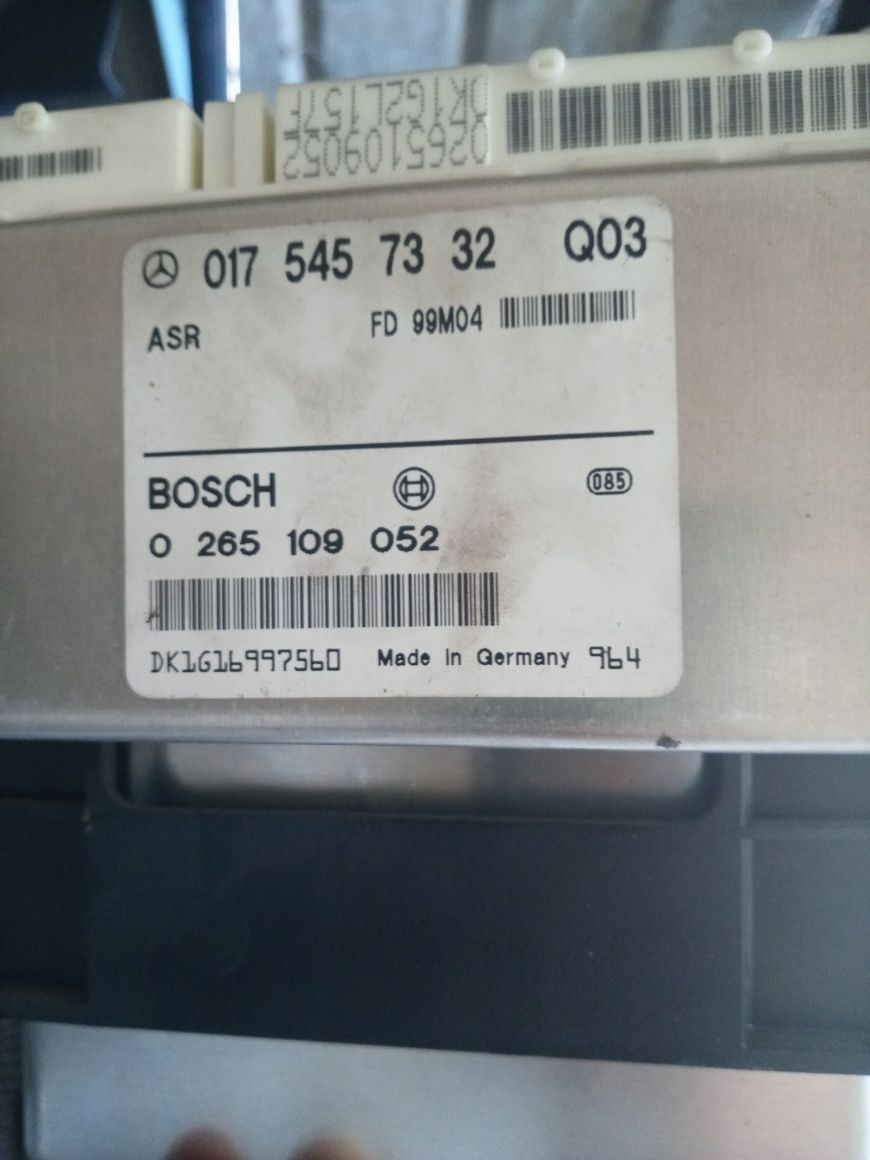 0265109052
DK1G2L157F
017 545 73 32 Q03
ASR FD 99M04
BOSCH 085
0 265 109 052
DK1G16997560 Made in Germany 964